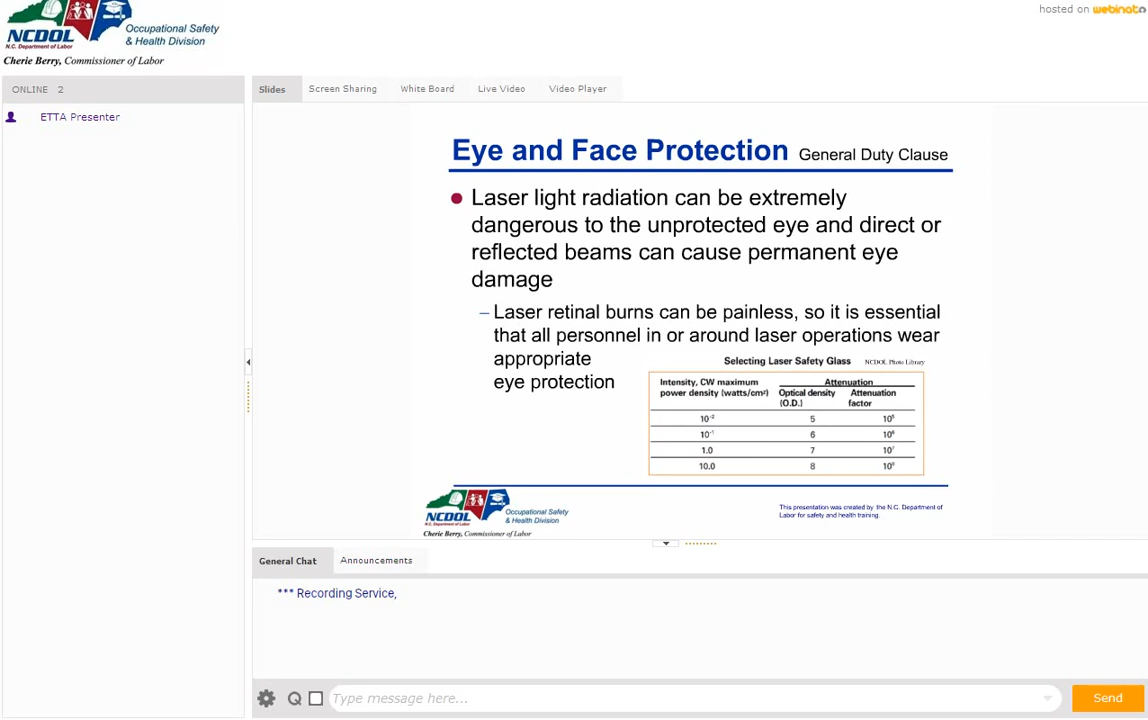 hosted on webinato
NCDOL
N.C. Department of Labor
Occupational Safety
& Health Division
Cherie Berry, Commissioner of Labor
ONLINE 2
ETTA Presenter
Slides
Screen Sharing
White Board
Live Video
Video Player
Eye and Face Protection General Duty Clause
Laser light radiation can be extremely
dangerous to the unprotected eye and direct or
reflected beams can cause permanent eye
damage
– Laser retinal burns can be painless, so it is essential
that all personnel in or around laser operations wear
appropriate
eye protection
Selecting Laser Safety Glass NCDOL Photo Library
Intensity, CW maximum
power density (watts/cm²)
Attenuation
Optical density
(O.D.)
Attenuation
factor
10⁻² 5 10⁵
10⁻¹ 6 10⁶
1.0 7 10⁷
10.0 8 10⁸
NCDOL
N.C. Department of Labor
Occupational Safety
& Health Division
Cherie Berry, Commissioner of Labor
This presentation was created by the N.C. Department of
Labor for safety and health training.
General Chat
Announcements
*** Recording Service,
Type message here...
Send